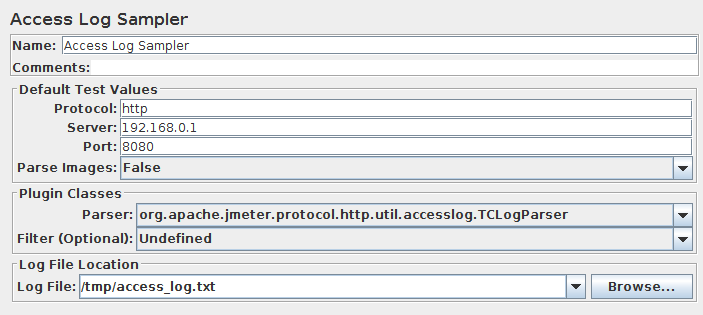 Access Log Sampler
Name: Access Log Sampler
Comments:
Default Test Values
Protocol: http
Server: 192.168.0.1
Port: 8080
Parse Images: False
Plugin Classes
Parser: org.apache.jmeter.protocol.http.util.accesslog.TCLogParser
Filter (Optional): Undefined
Log File Location
Log File: /tmp/access_log.txt Browse...